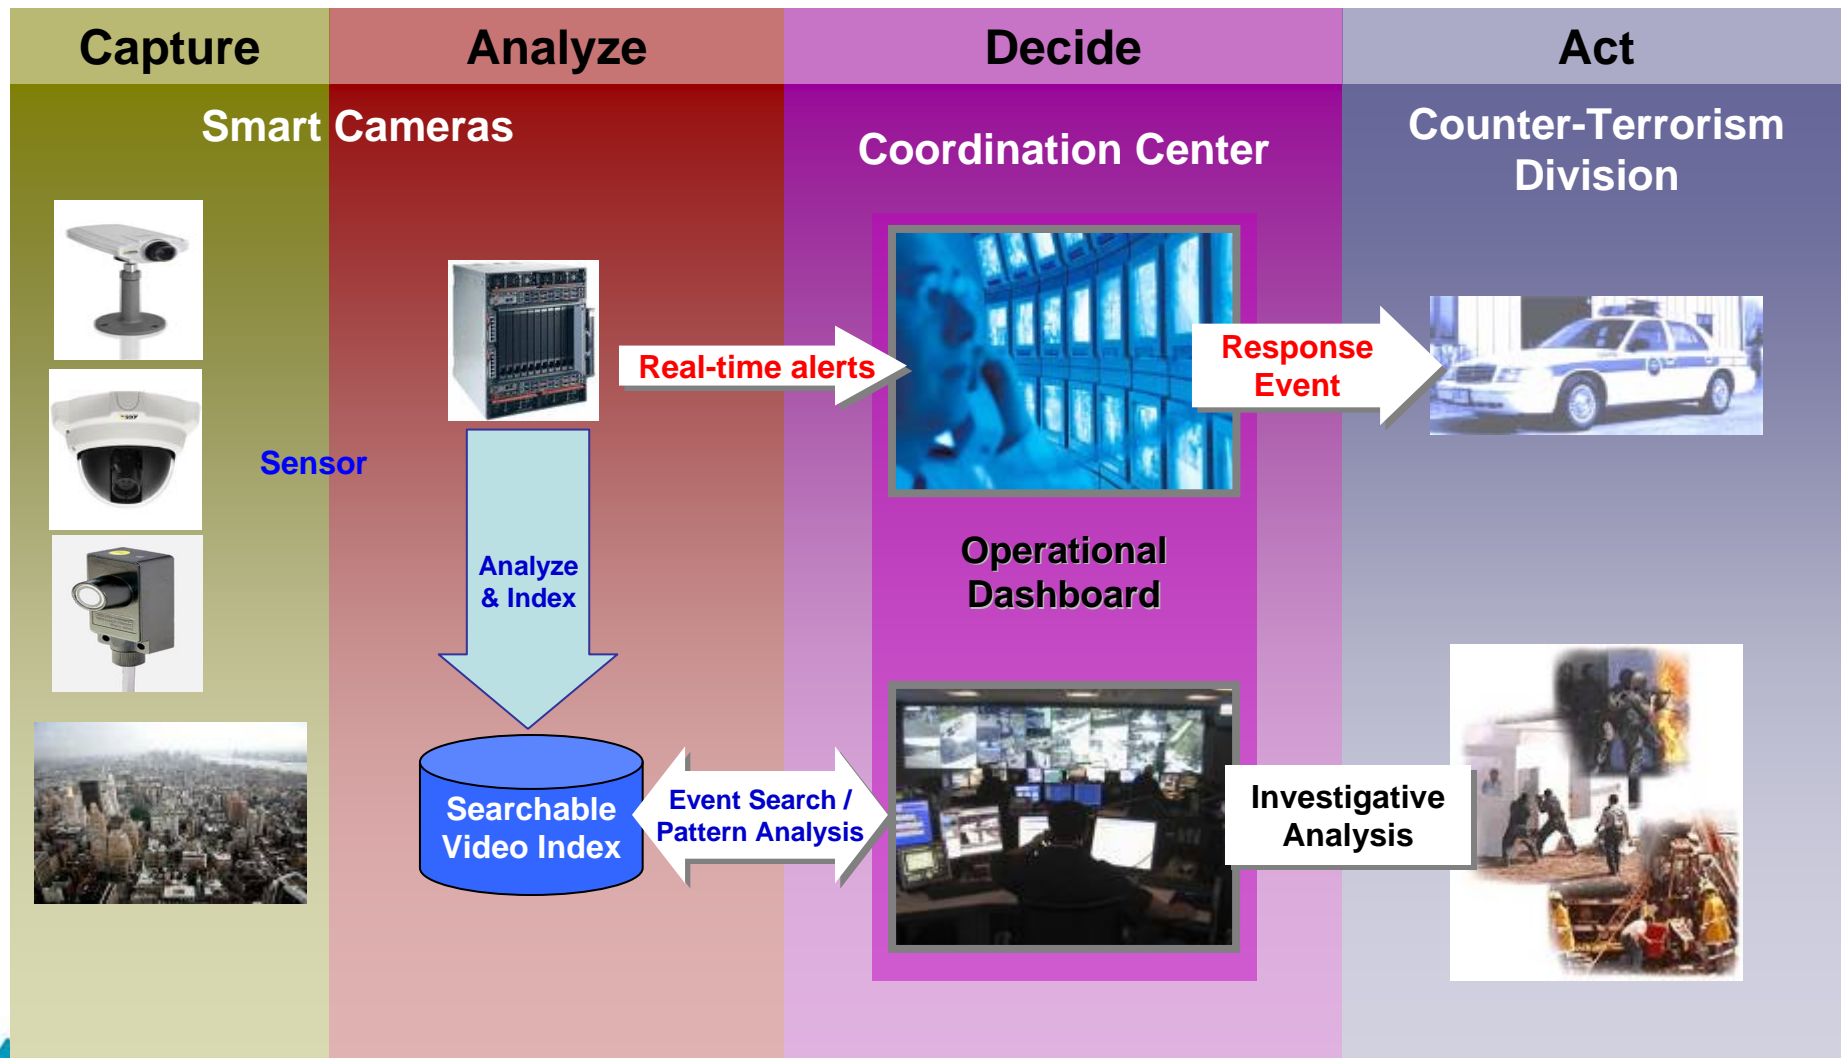 Capture
Analyze
Decide
Act
Smart Cameras
Coordination Center
Counter-Terrorism
Division
Real-time alerts
Response
Event
Sensor
Analyze
& Index
Operational
Dashboard
Searchable
Video Index
Event Search /
Pattern Analysis
Investigative
Analysis